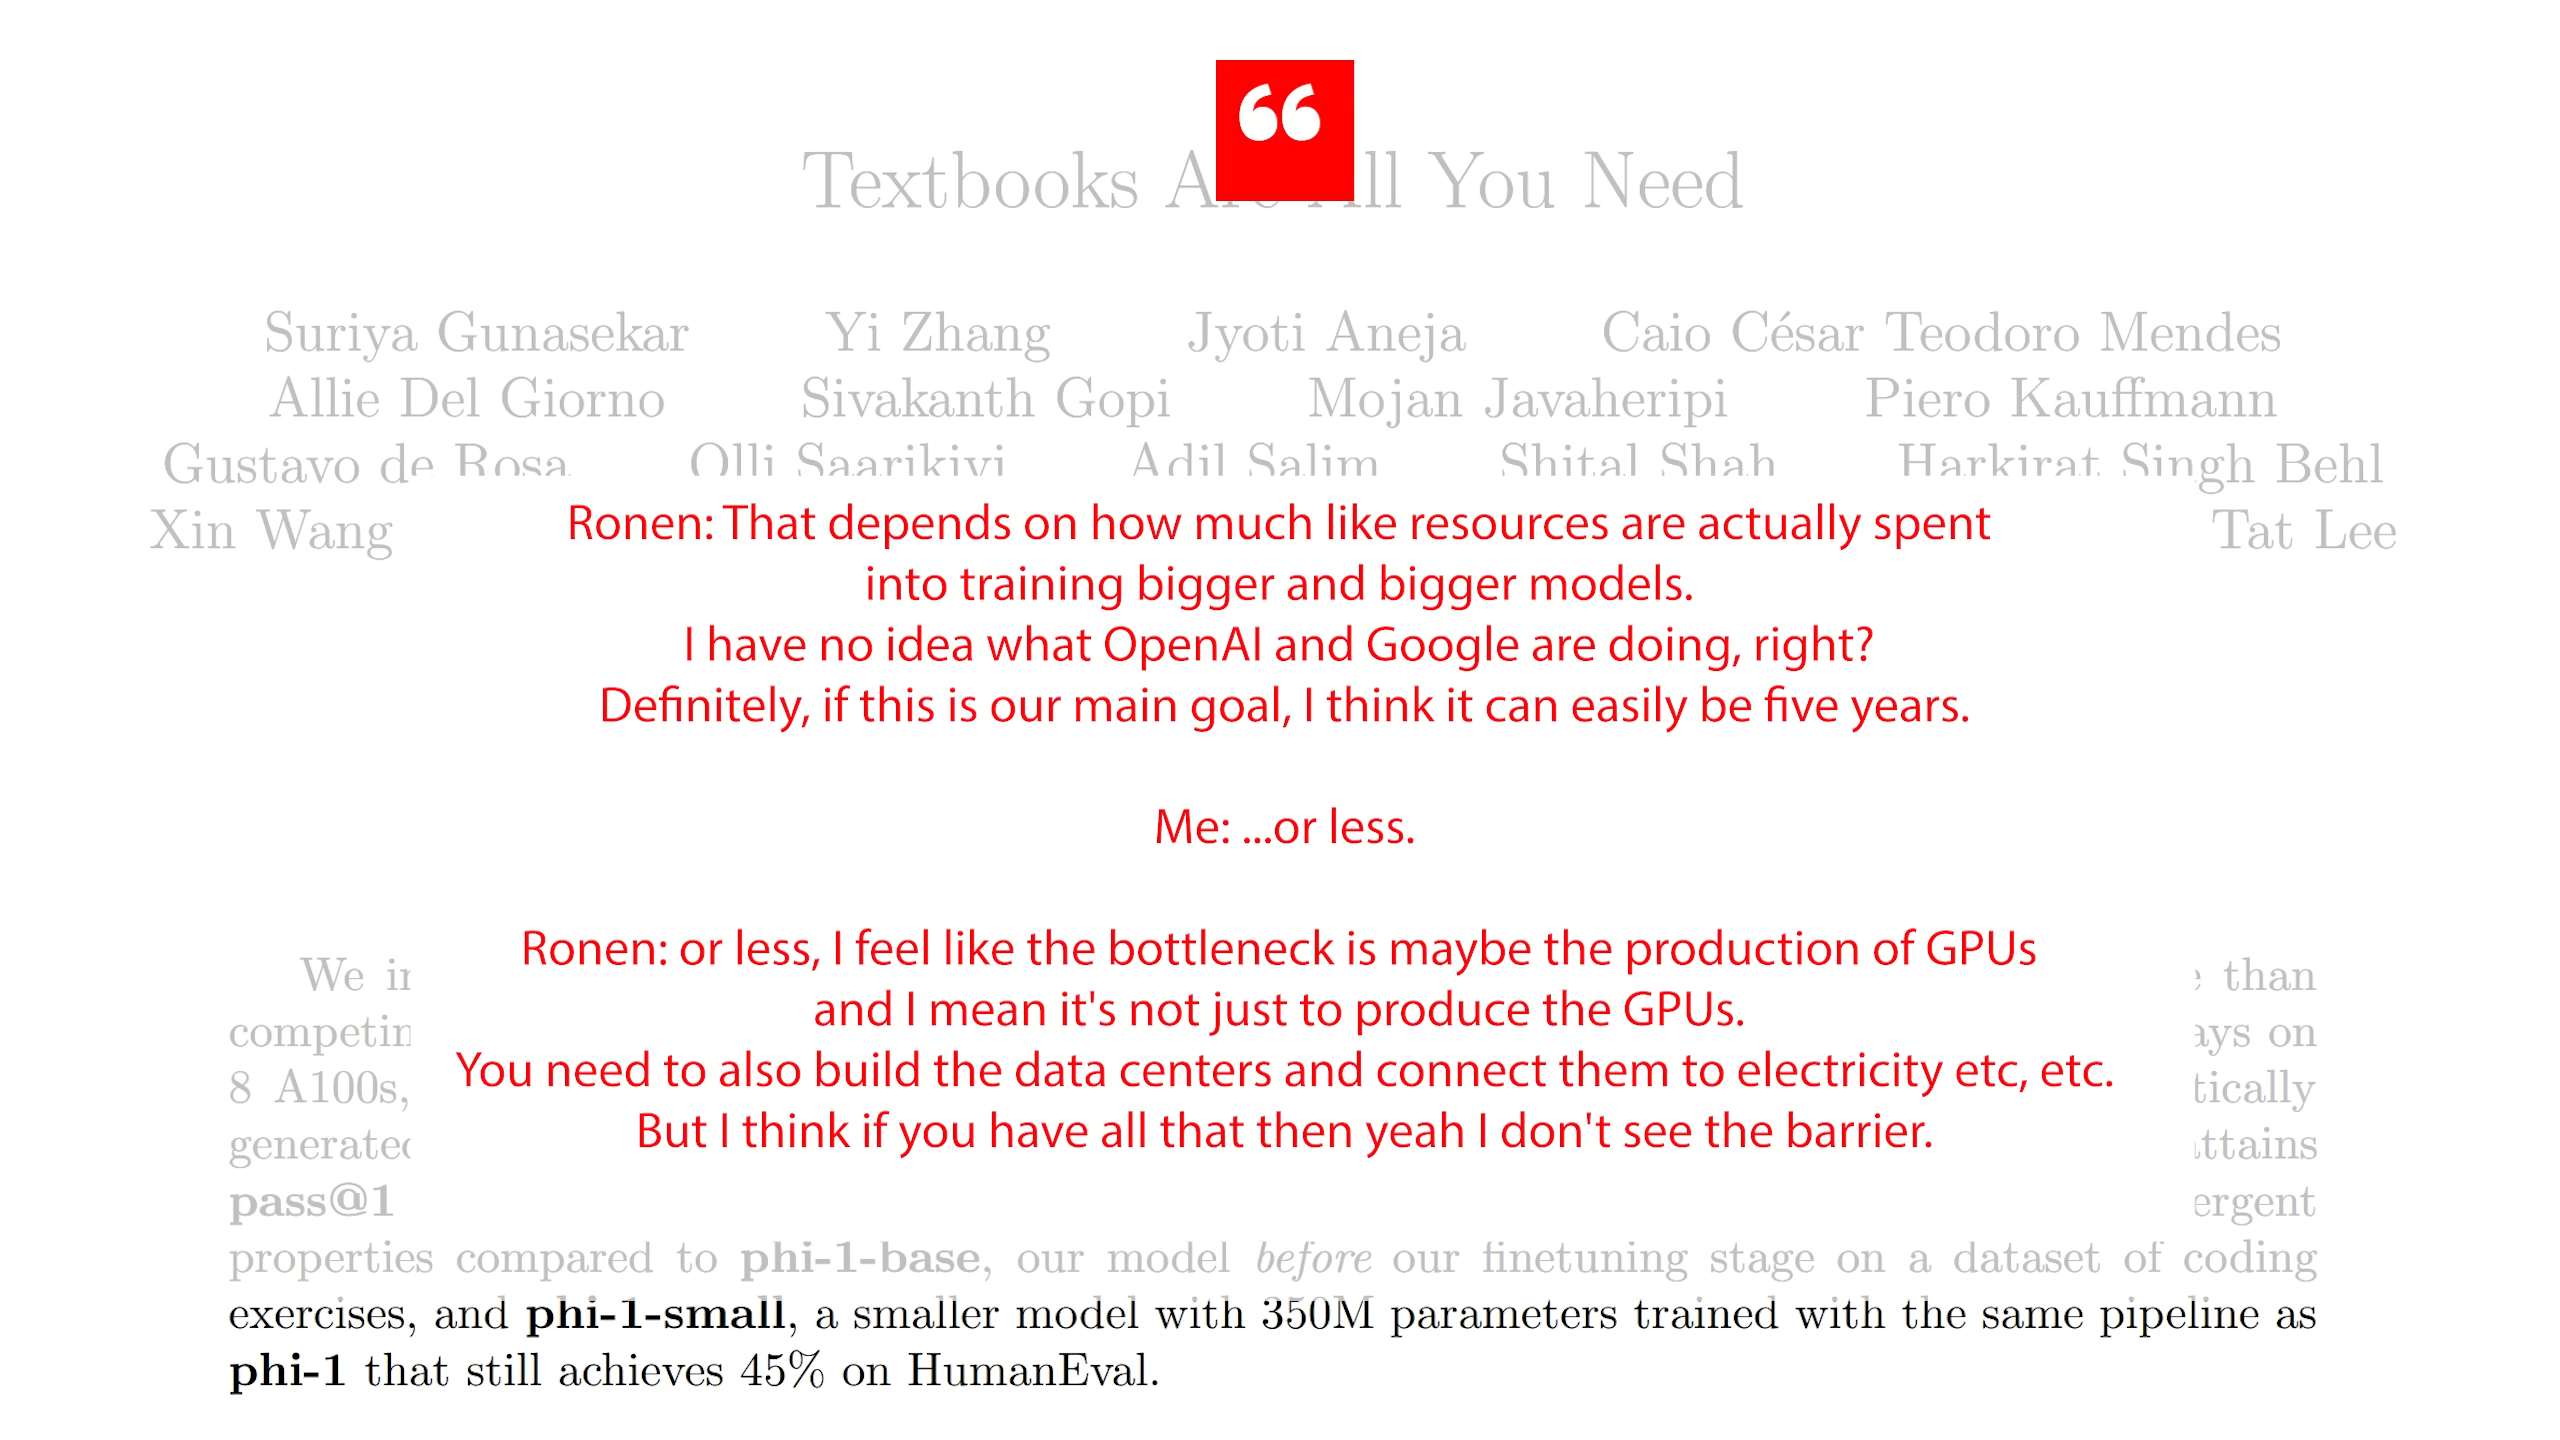 “
Textbooks A ll You Need
Suriya Gunasekar Yi Zhang Jyoti Aneja Caio César Teodoro Mendes
Allie Del Giorno Sivakanth Gopi Mojan Javaheripi Piero Kauffmann
Gustavo de Rosa Olli Saarikivi Adil Salim Shital Shah Harkirat Singh Behl
Xin Wang Tat Lee
Ronen: That depends on how much like resources are actually spent
into training bigger and bigger models.
I have no idea what OpenAI and Google are doing, right?
Definitely, if this is our main goal, I think it can easily be five years.
Me: ...or less.
Ronen: or less, I feel like the bottleneck is maybe the production of GPUs
and I mean it's not just to produce the GPUs.
You need to also build the data centers and connect them to electricity etc, etc.
But I think if you have all that then yeah I don't see the barrier.
We than
on
8 A100s,
pass@1
properties compared to phi-1-base, our model before our finetuning stage on a dataset of coding
exercises, and phi-1-small, a smaller model with 350M parameters trained with the same pipeline as
phi-1 that still achieves 45% on HumanEval.